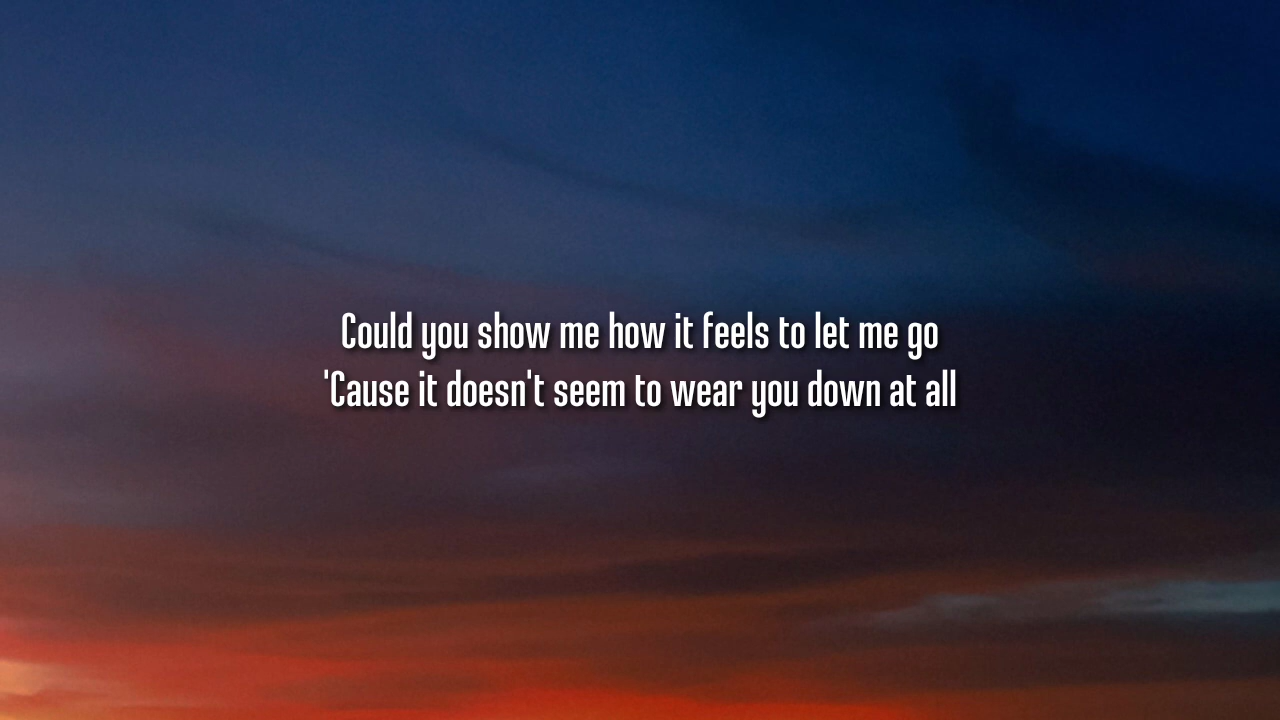 Could you show me how it feels to let me go
'Cause it doesn't seem to wear you down at all